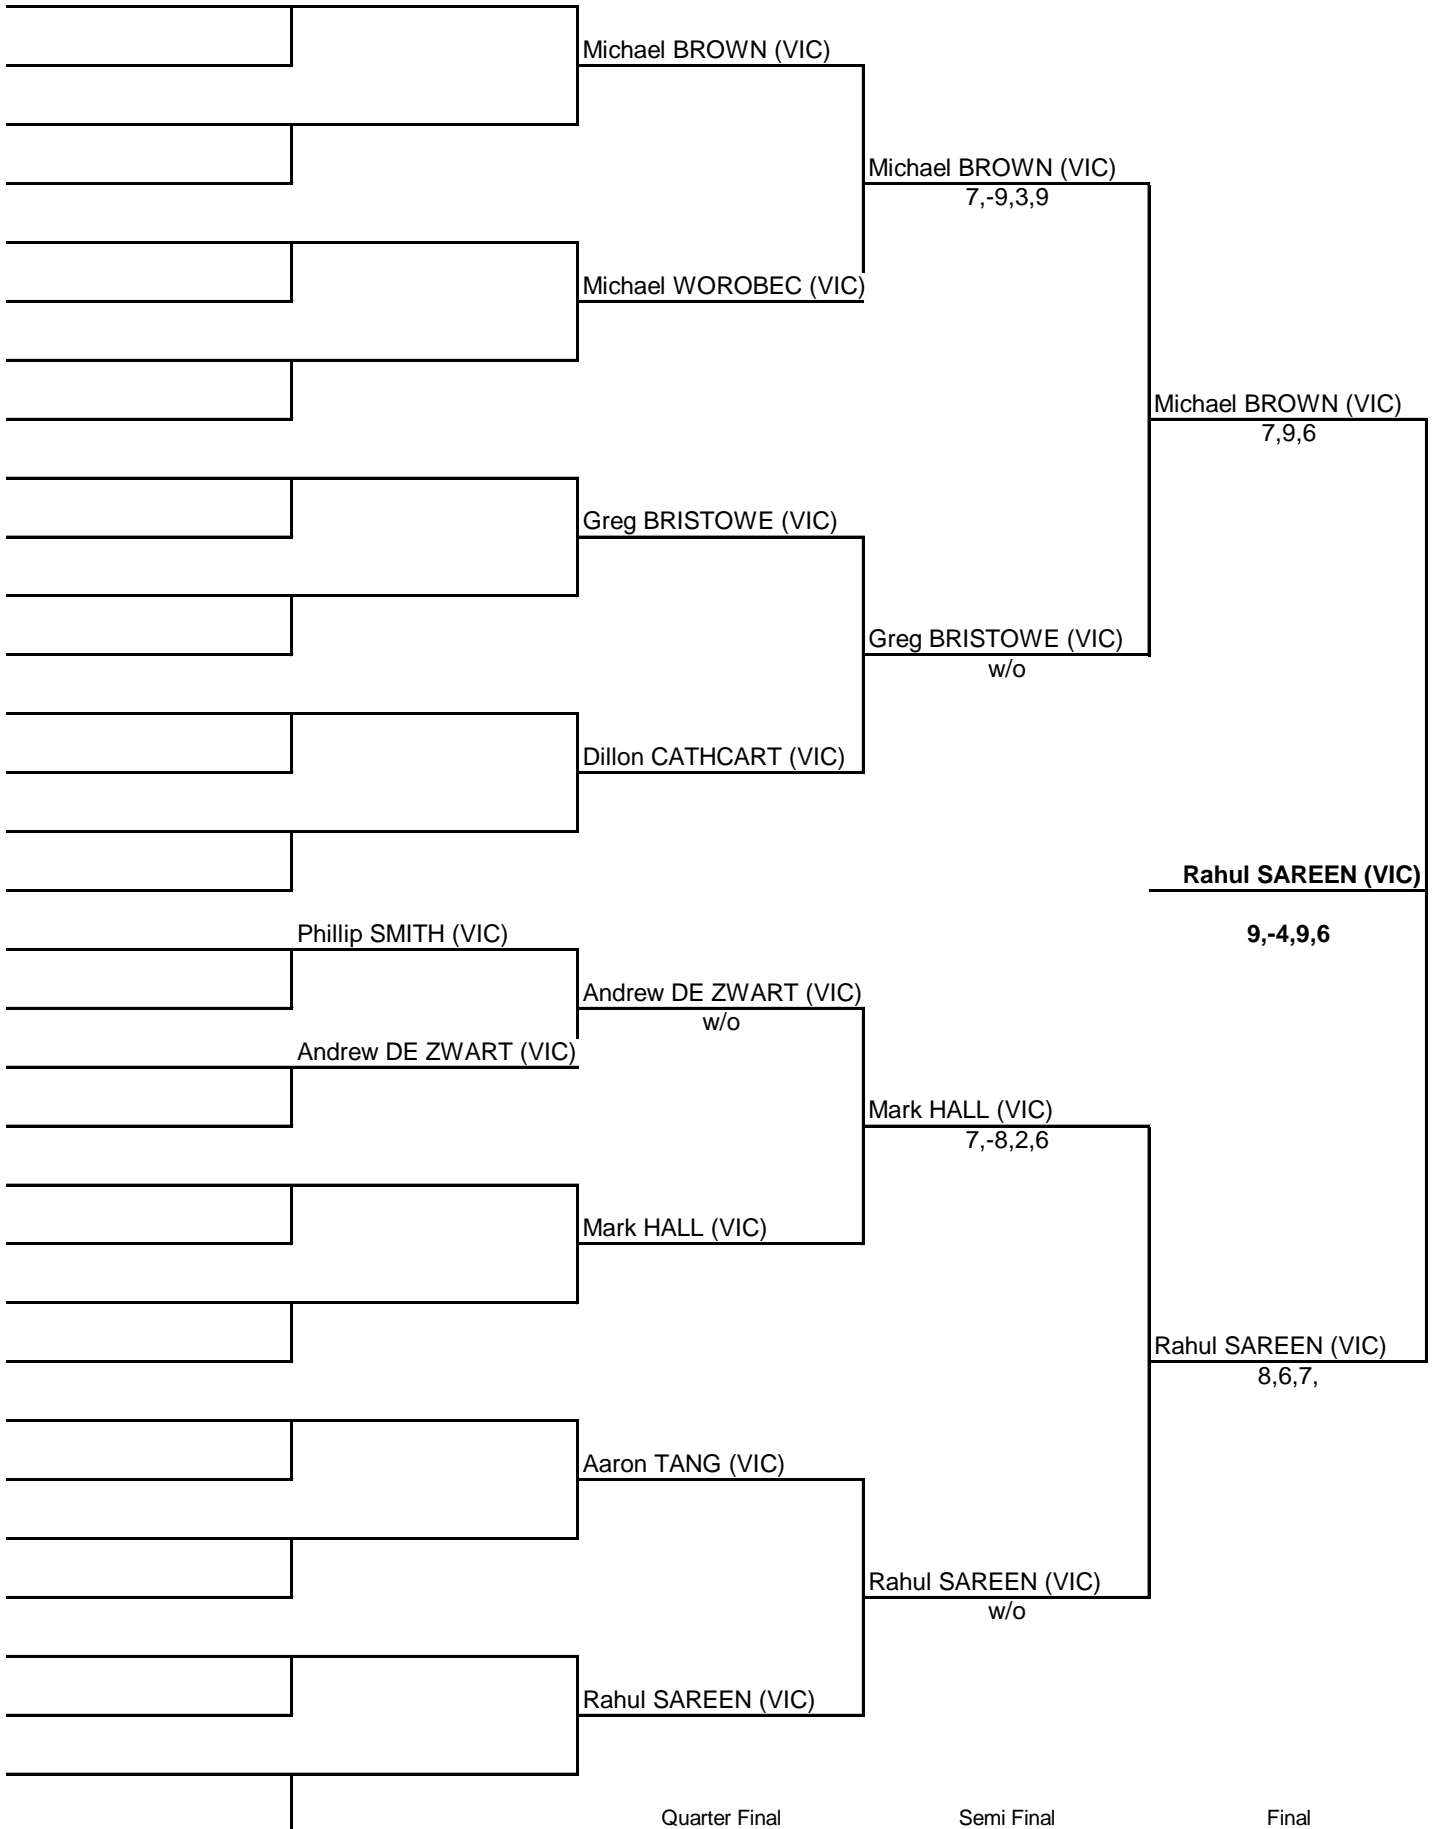 Michael BROWN (VIC)
Michael BROWN (VIC)
7,-9,3,9
Michael WOROBEC (VIC)
Michael BROWN (VIC)
7,9,6
Greg BRISTOWE (VIC)
Greg BRISTOWE (VIC)
w/o
Dillon CATHCART (VIC)
Rahul SAREEN (VIC)
9,-4,9,6
Phillip SMITH (VIC)
Andrew DE ZWART (VIC)
w/o
Andrew DE ZWART (VIC)
Mark HALL (VIC)
7,-8,2,6
Mark HALL (VIC)
Rahul SAREEN (VIC)
8,6,7,
Aaron TANG (VIC)
Rahul SAREEN (VIC)
w/o
Rahul SAREEN (VIC)
Quarter Final Semi Final Final